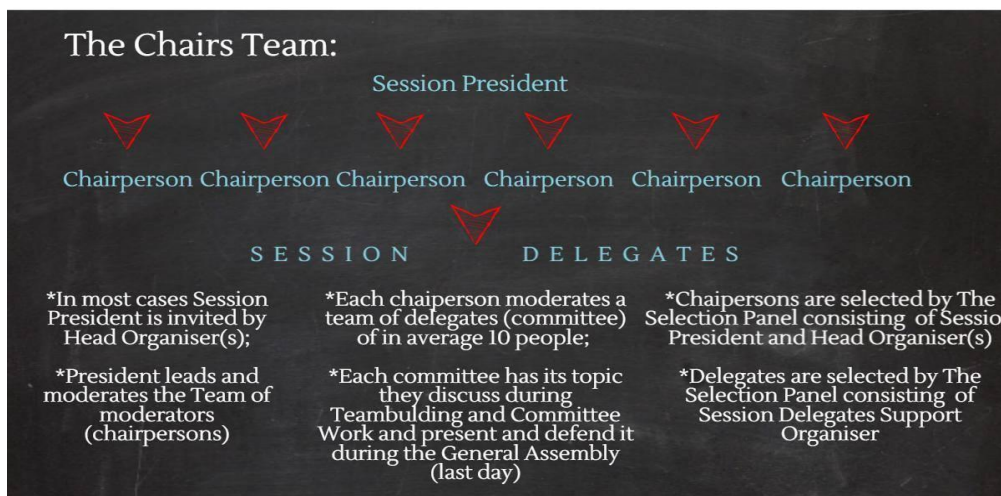 The Chairs Team:
Session President
Chairperson Chairperson Chairperson Chairperson Chairperson Chairperson
SESSION DELEGATES
*In most cases Session
President is invited by
Head Organiser(s);
*President leads and
moderates the Team of
moderators
(chairpersons)
*Each chaiperson moderates a
team of delegates (committee)
of in average 10 people;
*Each committee has its topic
they discuss during
Teambulding and Committee
Work and present and defend it
during the General Assembly
(last day)
*Chaipersons are selected by The
Selection Panel consisting of Sessio
President and Head Organiser(s)
*Delegates are selected by The
Selection Panel consisting of
Session Delegates Support
Organiser